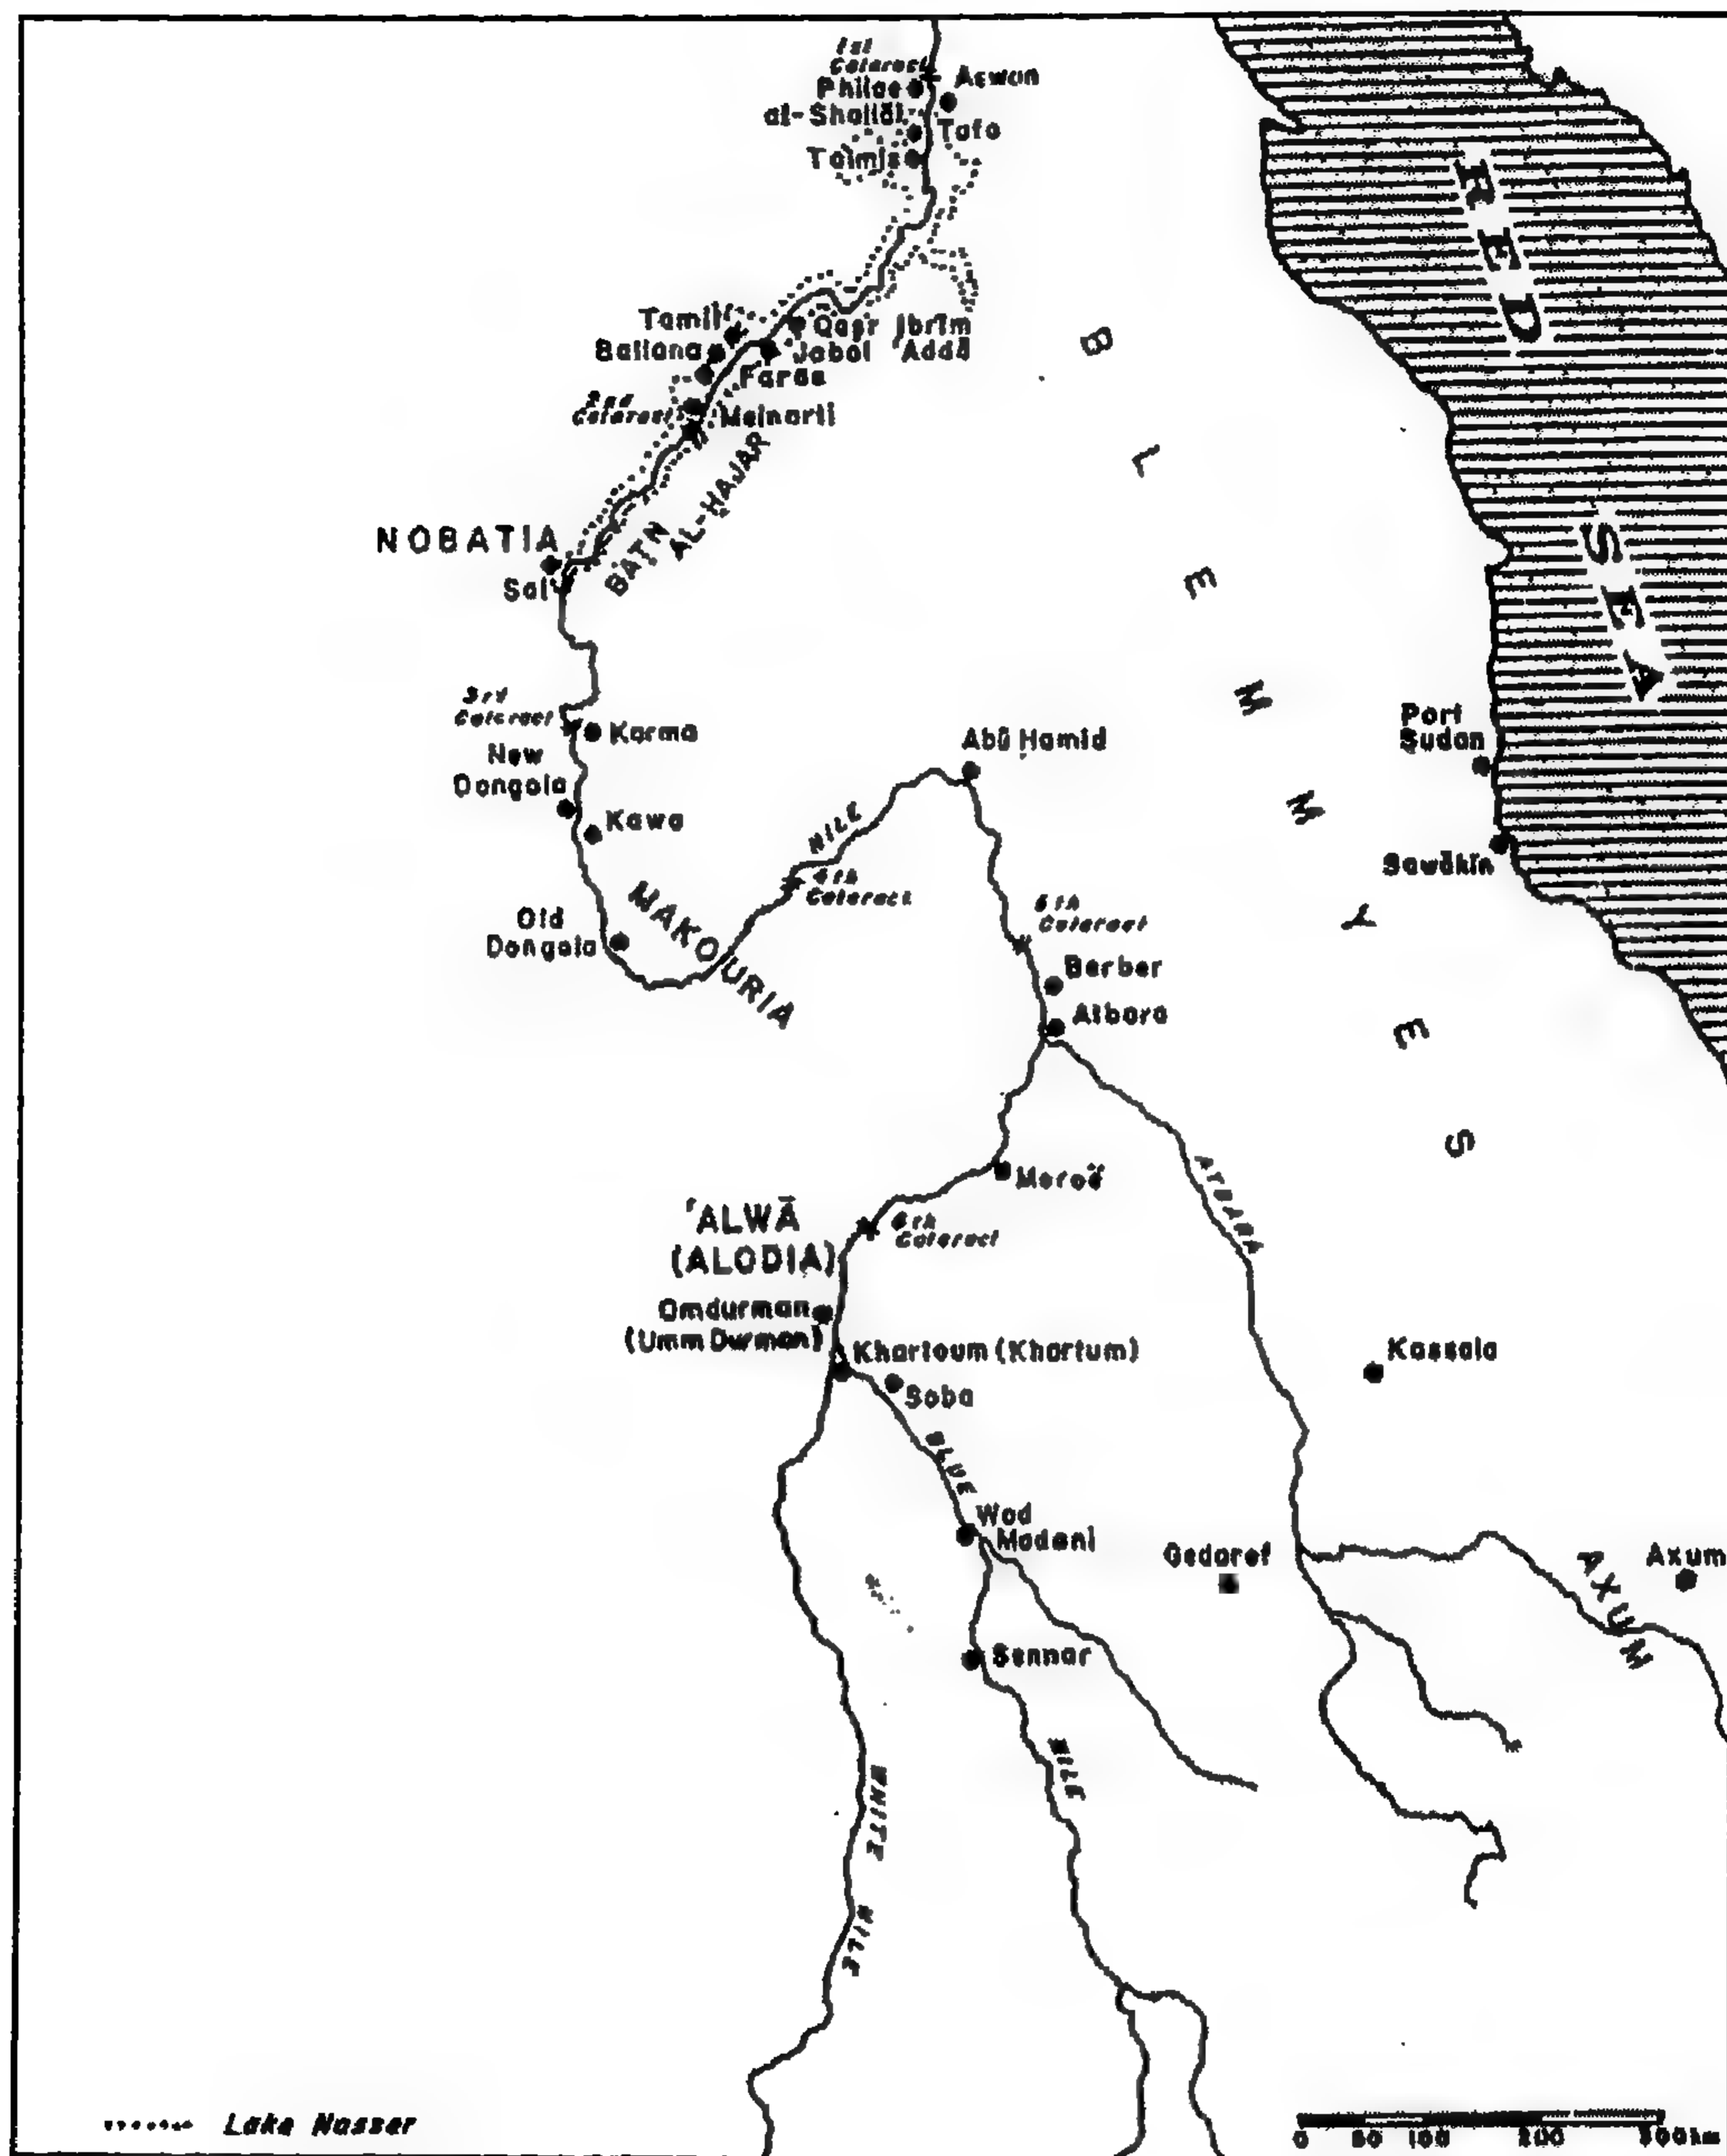 1st
Cataract
Aswan
Philae
al-Shallāl
Tafa
Talmis
RED SEA
BLEMMYES
Tamit
Qaṣr Ibrīm
Ballana
Jabal 'Addā
Faras
2nd
Cataract
Meinarti
BATN
AL-HAJAR
NOBATIA
Sai
3rd
Cataract
Karma
New
Dongola
Kawa
Abū Hamid
Port
Sudan
NILE
4th
Cataract
Sawākin
MAKOURIA
Old
Dongola
5th
Cataract
Berber
Atbara
Meroë
ATBARA
'ALWĀ
(ALODIA)
6th
Cataract
Omdurman
(Umm Durman)
Khartoum (Khartum)
Kassala
Soba
BLUE
Wad
Madani
Gedaref
Axum
AXUM
Sennar
NILE
WHITE
NILE
Lake Nasser
0 50 100 200 300km